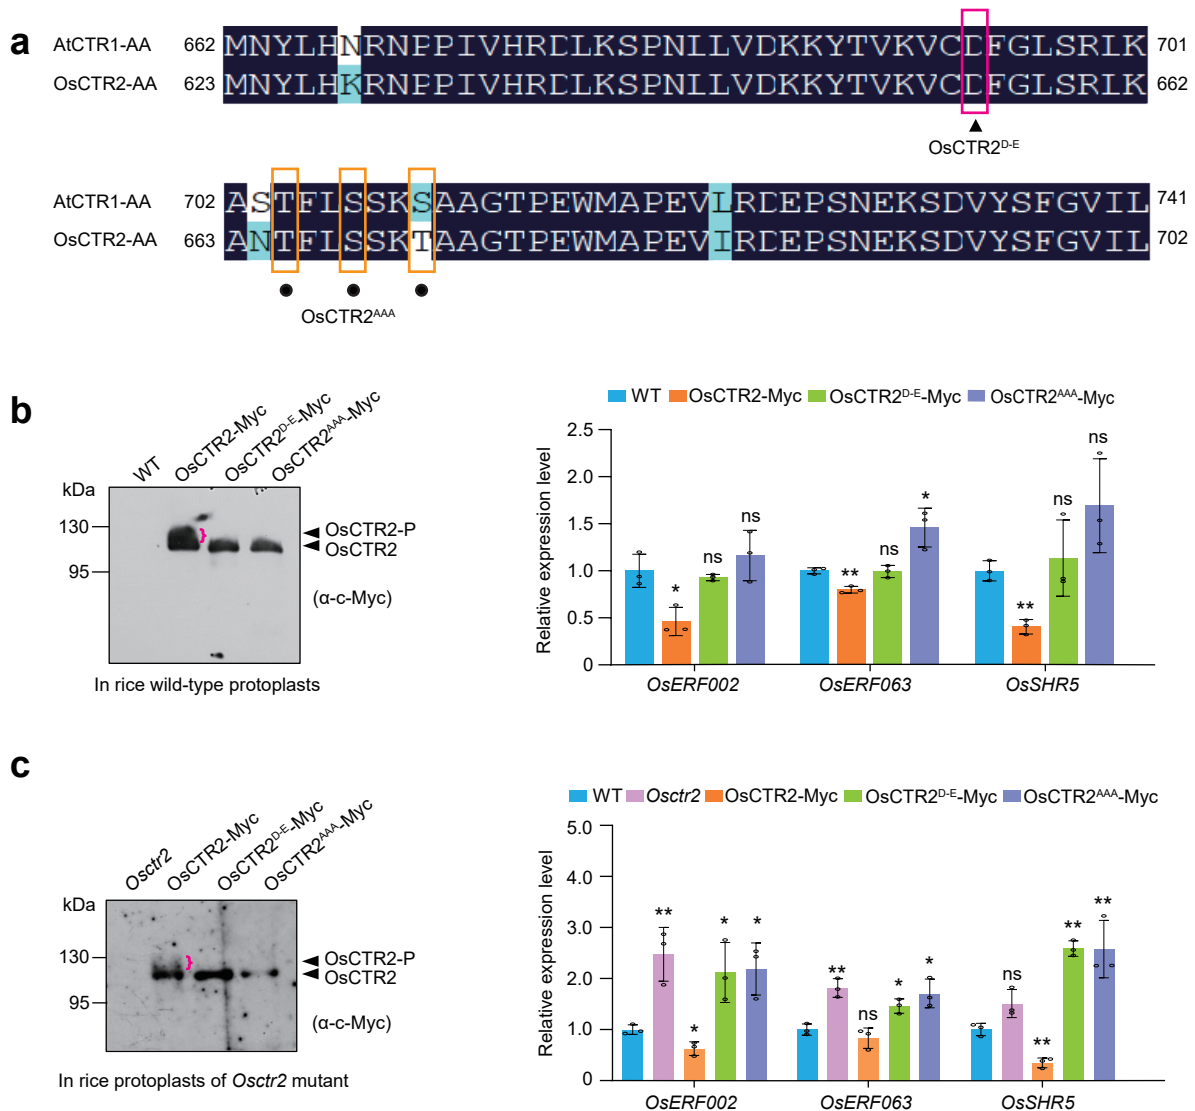 a
AtCTR1-AA 662 MNYLHNRNPPIVHRDLKSPNLLVDKKYTVKVCDFGLSRLK 701
OsCTR2-AA 623 MNYLHKRNPPIVHRDLKSPNLLVDKKYTVKVCDFGLSRLK 662
OsCTR2D-E
AtCTR1-AA 702 ASTFLSSKSAAGTPEWMAPEVLRDEPSNEKSDVYSFGVIL 741
OsCTR2-AA 663 ANTFLSSKTAAGTPEWMAPEVIRDEPSNEKSDVYSFGVIL 702
OsCTR2AAA
b
WT
OsCTR2-Myc
OsCTR2D-E-Myc
OsCTR2AAA-Myc
kDa
130
95
OsCTR2-P
OsCTR2
(α-c-Myc)
In rice wild-type protoplasts
WT OsCTR2-Myc OsCTR2D-E-Myc OsCTR2AAA-Myc
Relative expression level
2.5
2.0
1.5
1.0
0.5
0
* ns ns
** ns *
** ns ns
OsERF002 OsERF063 OsSHR5
c
Osctr2
OsCTR2-Myc
OsCTR2D-E-Myc
OsCTR2AAA-Myc
kDa
130
95
OsCTR2-P
OsCTR2
(α-c-Myc)
In rice protoplasts of Osctr2 mutant
WT Osctr2 OsCTR2-Myc OsCTR2D-E-Myc OsCTR2AAA-Myc
Relative expression level
5.0
4.0
3.0
2.0
1.0
0
** * * *
** ns * *
ns ** ** **
OsERF002 OsERF063 OsSHR5